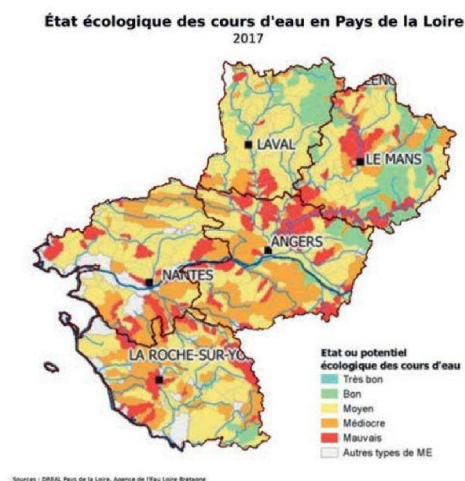 État écologique des cours d'eau en Pays de la Loire
2017
LAVAL
LE MANS
ANGERS
NANTES
LA ROCHE-SUR-YO
Etat ou potentiel
écologique des cours d'eau
Très bon
Bon
Moyen
Médiocre
Mauvais
Autres types de ME
Sources : DREAL Pays de la Loire, Agence de l'Eau Loire Bretagne